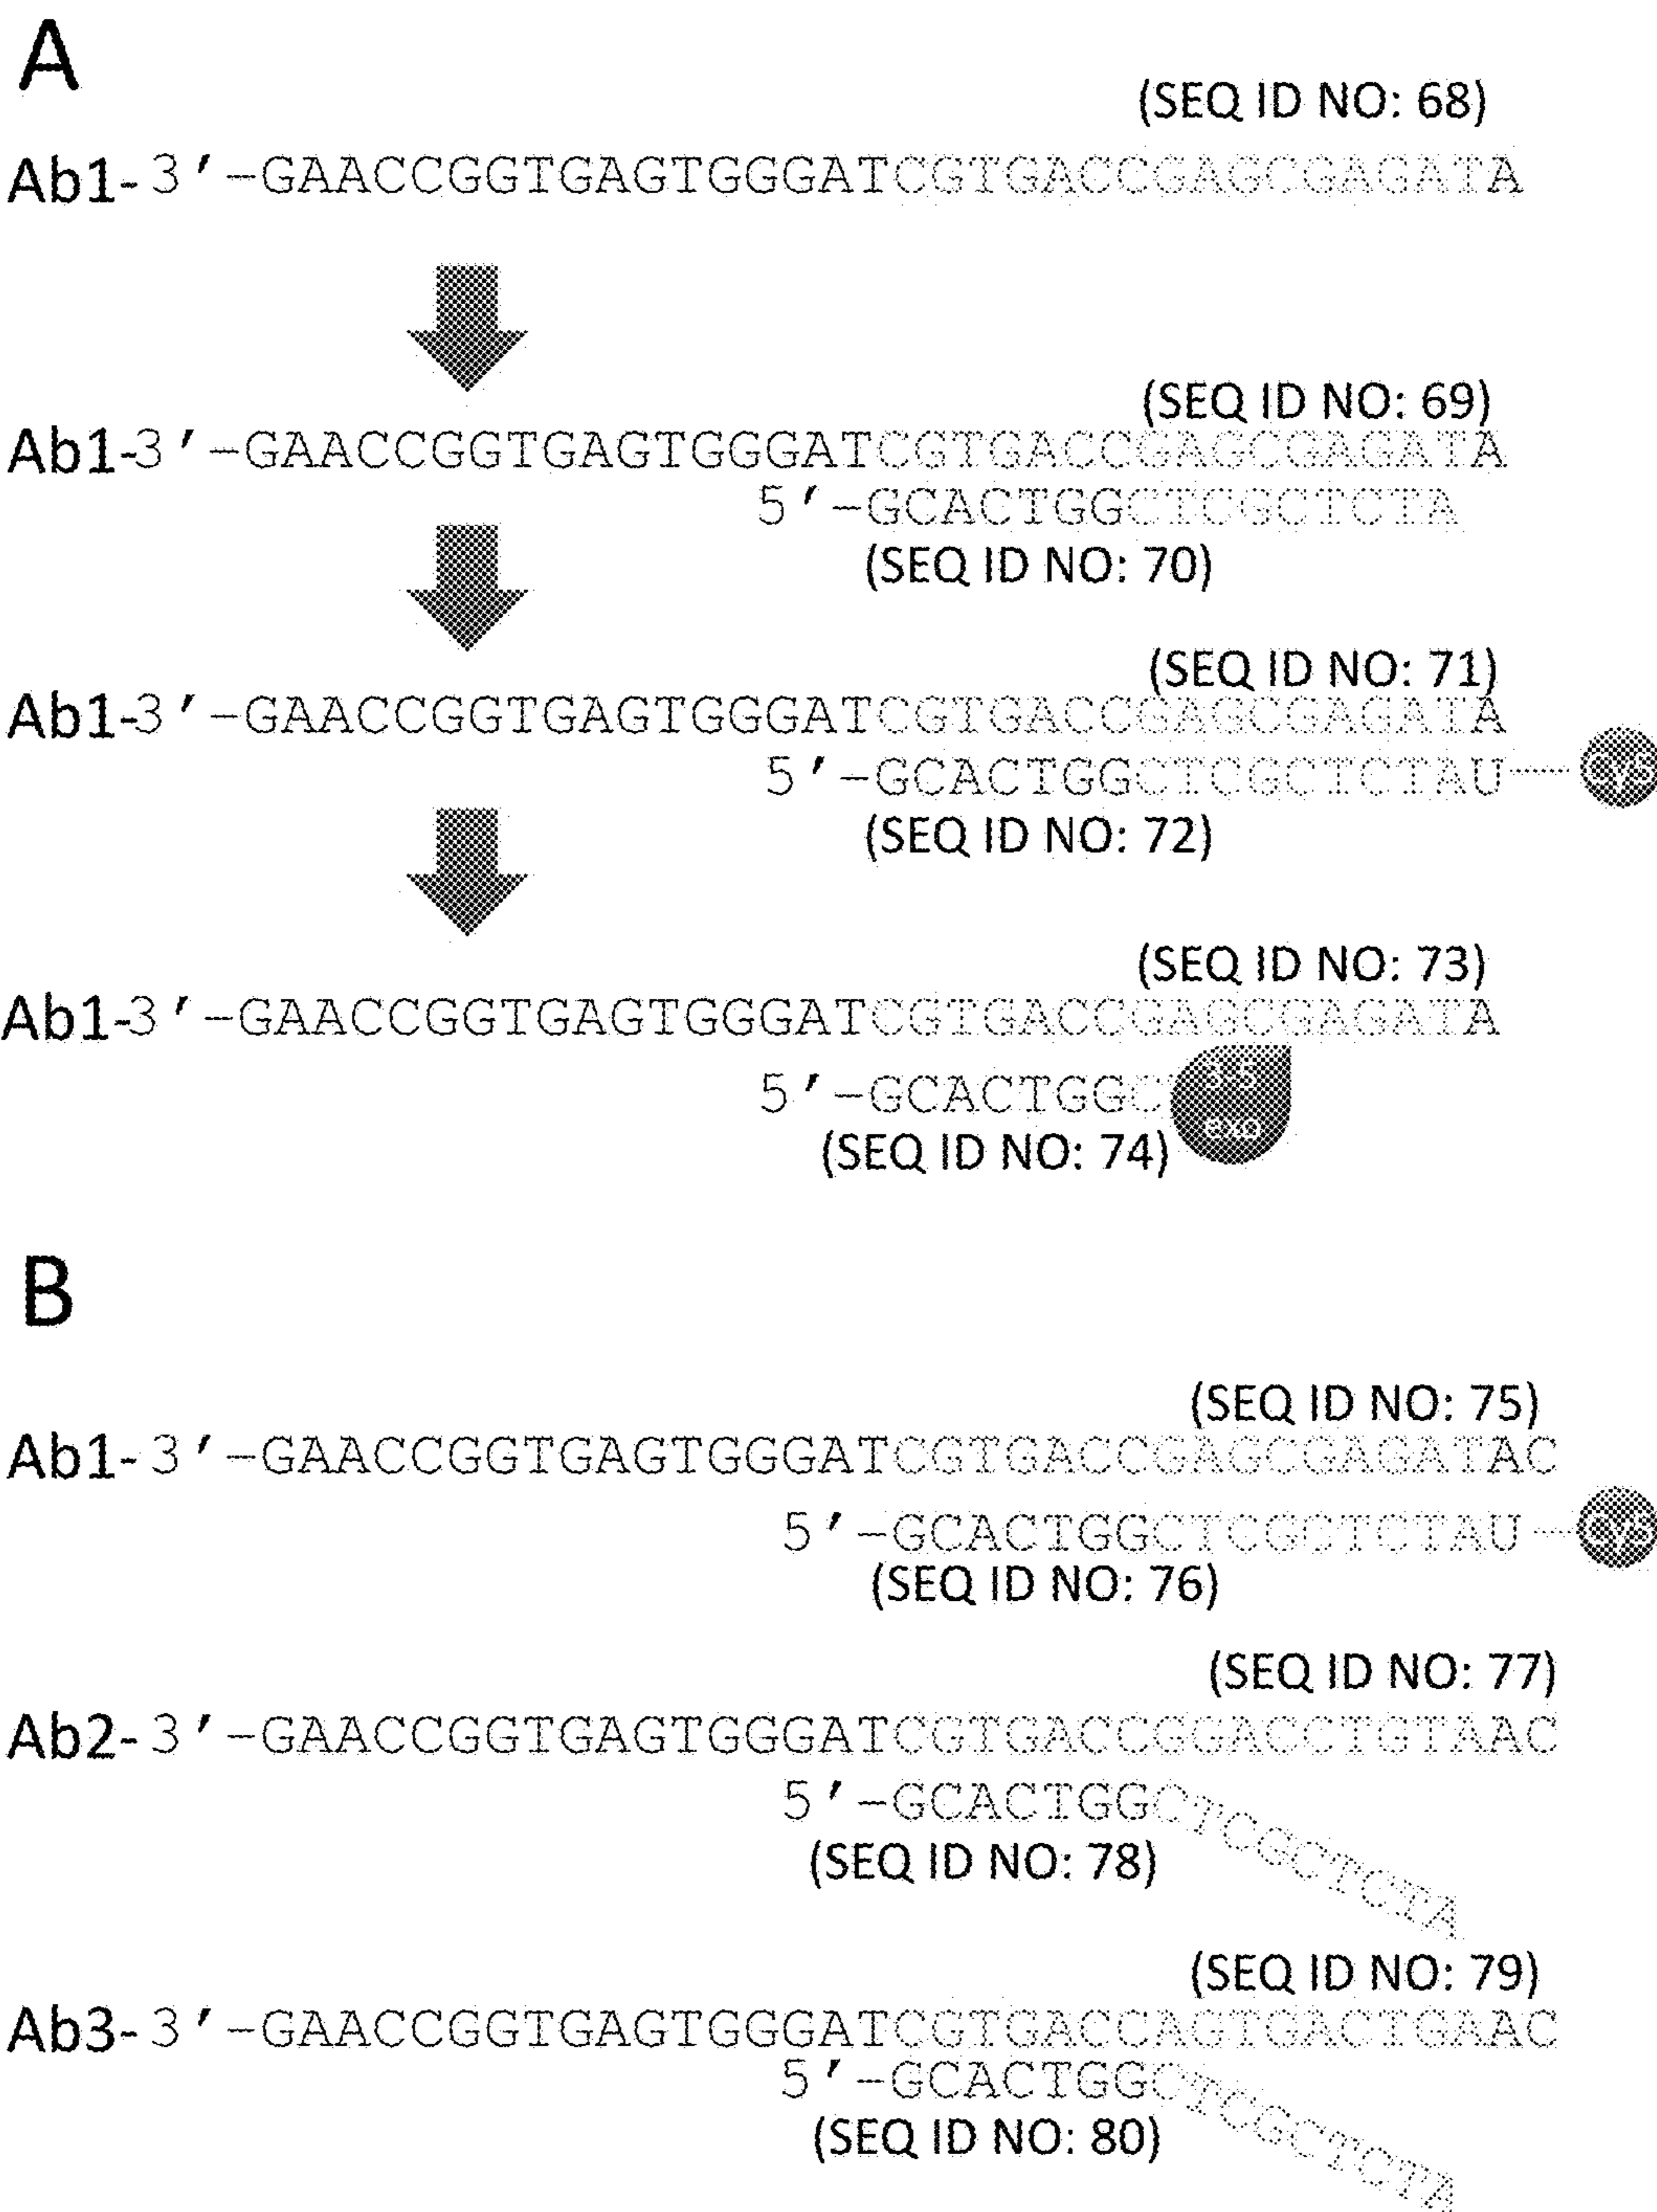 A
(SEQ ID NO: 68)
Ab1-3'-GAACCGGTGAGTGGGATCGTGACCGAGCGAGATA
(SEQ ID NO: 69)
Ab1-3'-GAACCGGTGAGTGGGATCGTGACCGAGCGAGATA
5'-GCACTGGCTCGCTCTA
(SEQ ID NO: 70)
(SEQ ID NO: 71)
Ab1-3'-GAACCGGTGAGTGGGATCGTGACCGAGCGAGATA
5'-GCACTGGCTCGCTCTAU Cy5
(SEQ ID NO: 72)
(SEQ ID NO: 73)
Ab1-3'-GAACCGGTGAGTGGGATCGTGACCGAGCGAGATA
5'-GCACTGGC
exo
(SEQ ID NO: 74)
B
(SEQ ID NO: 75)
Ab1-3'-GAACCGGTGAGTGGGATCGTGACCGAGCGAGATAC
5'-GCACTGGCTCGCTCTAU Cy5
(SEQ ID NO: 76)
(SEQ ID NO: 77)
Ab2-3'-GAACCGGTGAGTGGGATCGTGACCGGACCTGTAAC
5'-GCACTGGCTCGCTCTA
(SEQ ID NO: 78)
(SEQ ID NO: 79)
Ab3-3'-GAACCGGTGAGTGGGATCGTGACCAGTGACTGAAC
5'-GCACTGGCTCGCTCTA
(SEQ ID NO: 80)